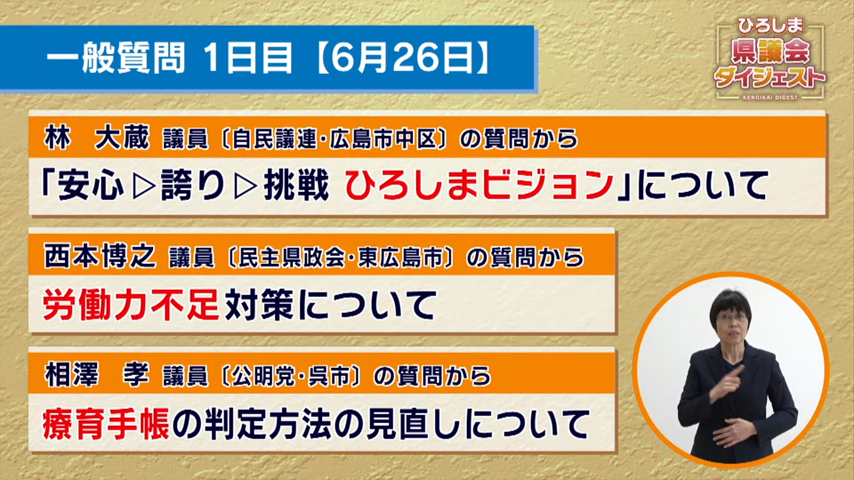 一般質問 1日目【6月26日】
ひろしま
県議会
ダイジェスト
KENGIKAI DIGEST
林 大蔵 議員〔自民議連・広島市中区〕の質問から
「安心▷誇り▷挑戦 ひろしまビジョン」について
西本博之 議員〔民主県政会・東広島市〕の質問から
労働力不足対策について
相澤 孝 議員〔公明党・呉市〕の質問から
療育手帳の判定方法の見直しについて